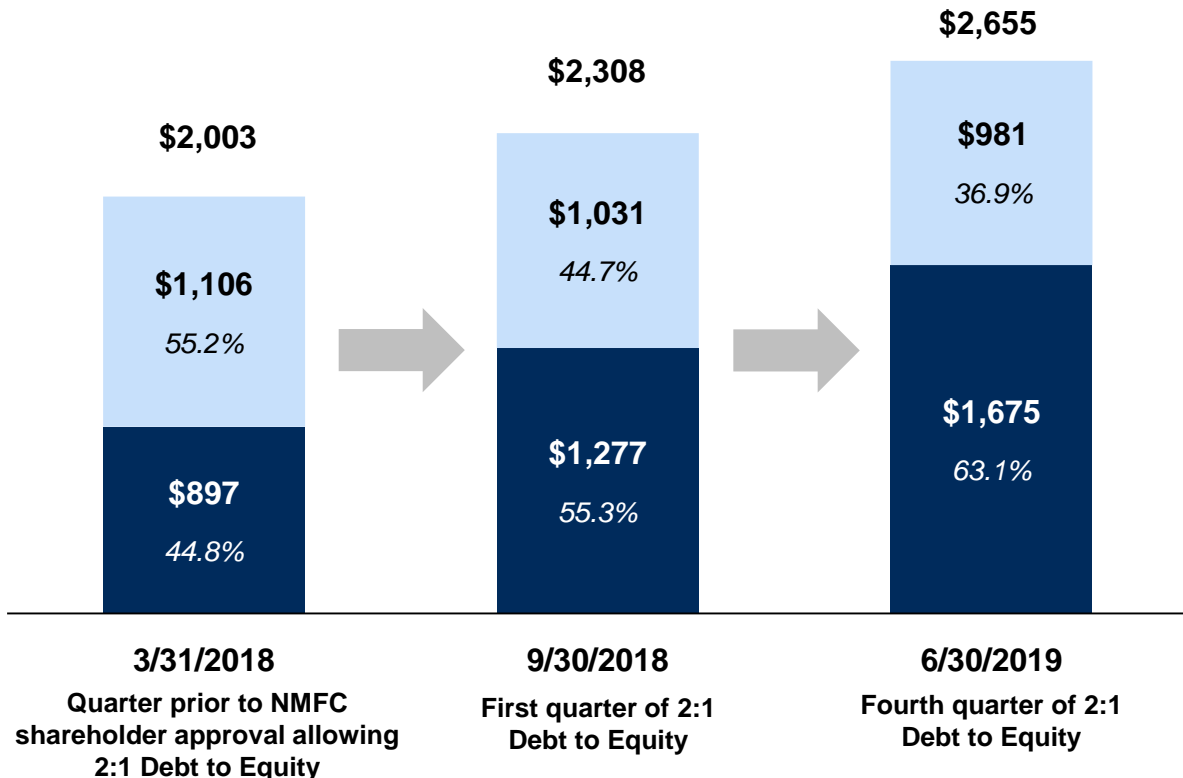 $2,003
$1,106
55.2%
$897
44.8%
3/31/2018
Quarter prior to NMFC
shareholder approval allowing
2:1 Debt to Equity
$2,308
$1,031
44.7%
$1,277
55.3%
9/30/2018
First quarter of 2:1
Debt to Equity
$2,655
$981
36.9%
$1,675
63.1%
6/30/2019
Fourth quarter of 2:1
Debt to Equity